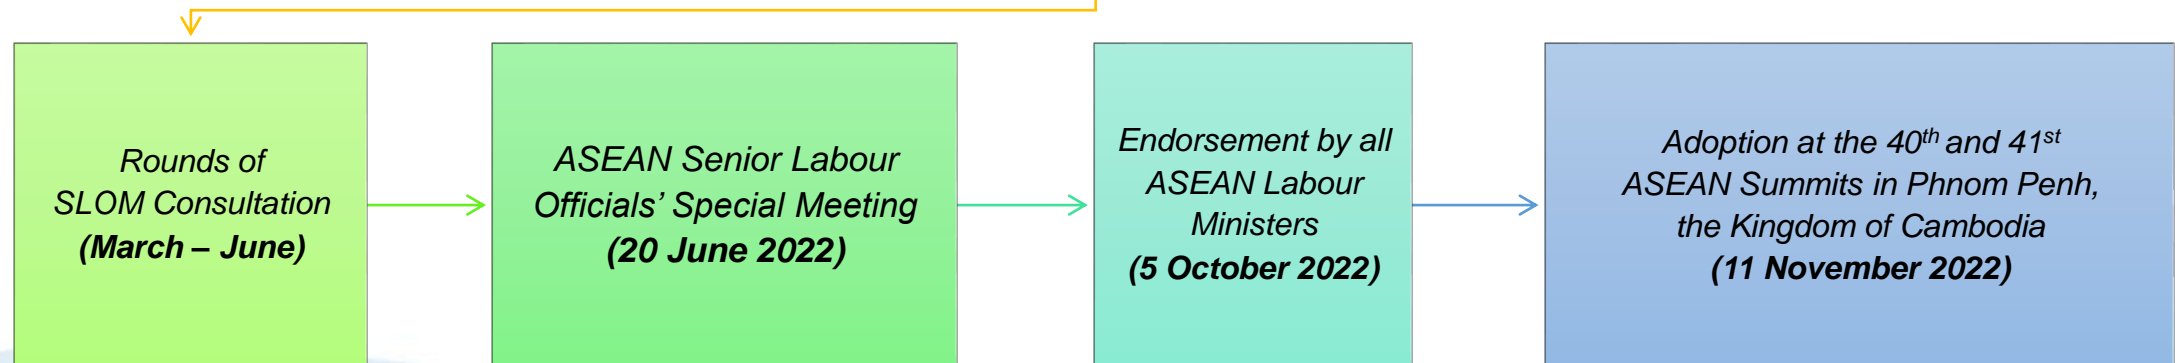 Rounds of
SLOM Consultation
(March – June)
ASEAN Senior Labour
Officials’ Special Meeting
(20 June 2022)
Endorsement by all
ASEAN Labour
Ministers
(5 October 2022)
Adoption at the 40th and 41st
ASEAN Summits in Phnom Penh,
the Kingdom of Cambodia
(11 November 2022)